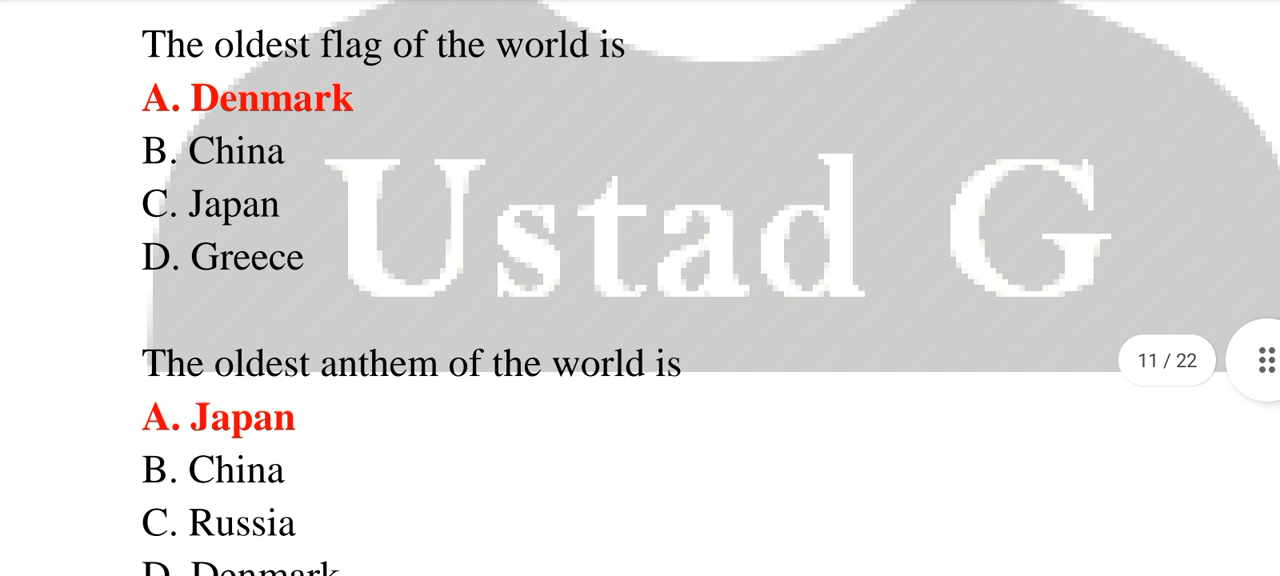 The oldest flag of the world is
A. Denmark
B. China
C. Japan
D. Greece
Ustad G
The oldest anthem of the world is
11 / 22
A. Japan
B. China
C. Russia
D. Denmark